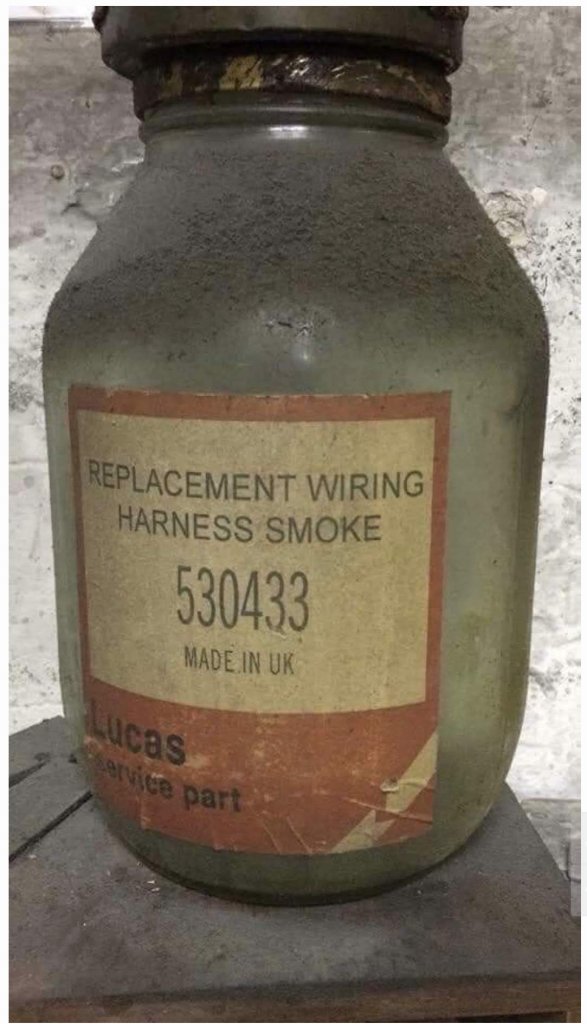 REPLACEMENT WIRING
HARNESS SMOKE
530433
MADE IN UK
Lucas
service part